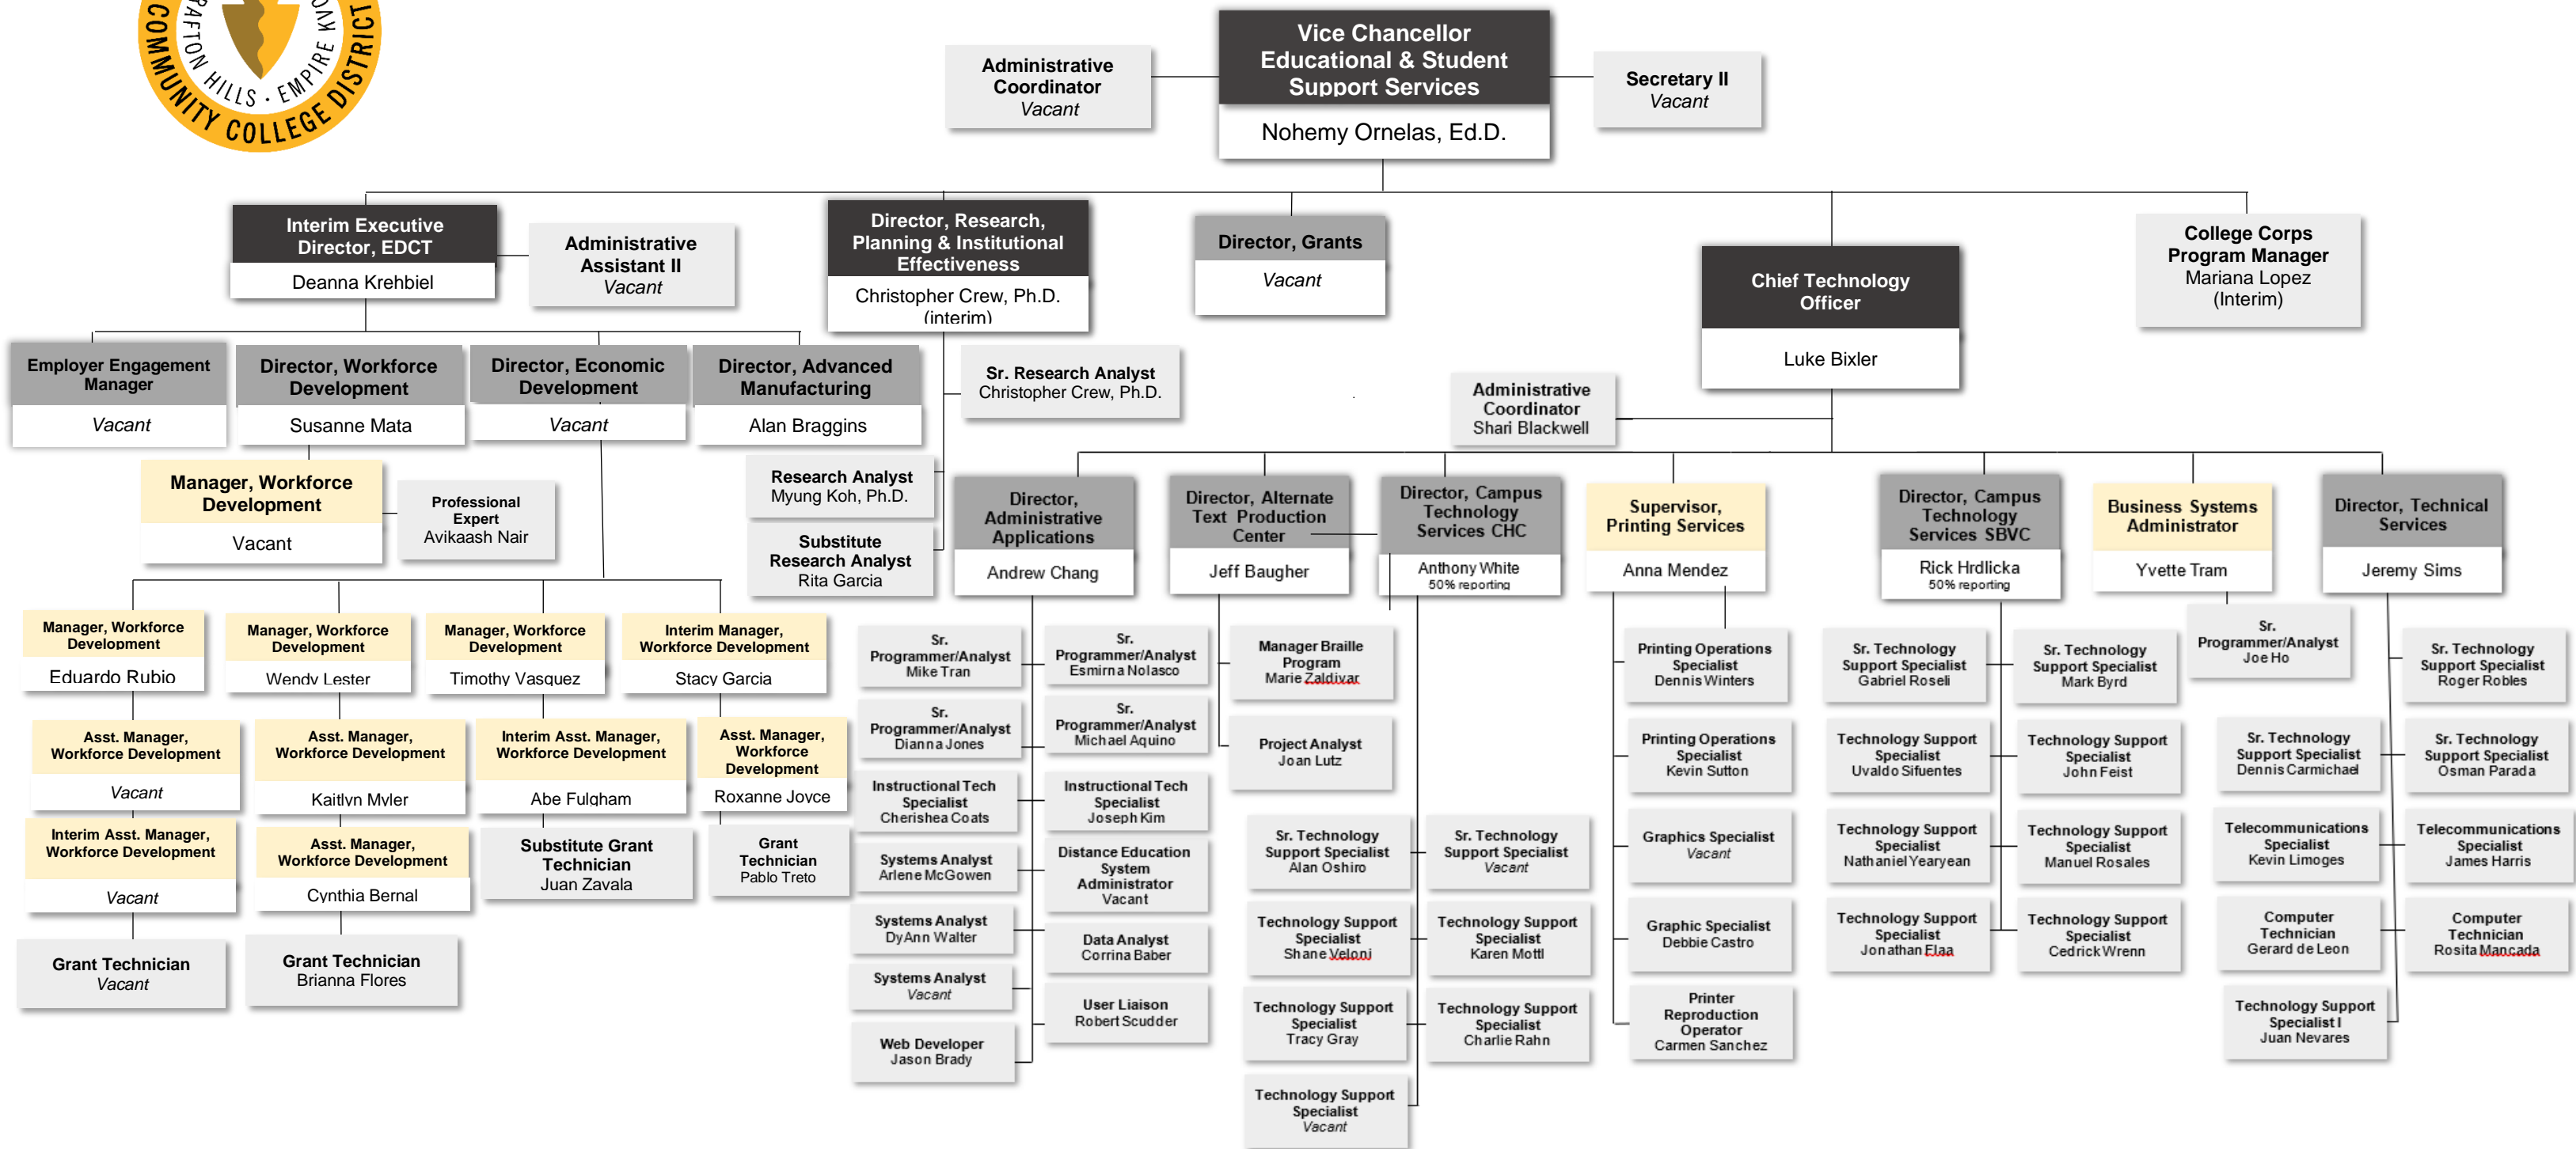 COMMUNITY COLLEGE DISTRICT
RAFTON HILLS · EMPIRE KV
Vice Chancellor
Educational & Student
Support Services
Nohemy Ornelas, Ed.D.
Administrative
Coordinator
Vacant
Secretary II
Vacant
Interim Executive
Director, EDCT
Deanna Krehbiel
Administrative
Assistant II
Vacant
Director, Research,
Planning & Institutional
Effectiveness
Christopher Crew, Ph.D.
(interim)
Director, Grants
Vacant
Chief Technology
Officer
Luke Bixler
College Corps
Program Manager
Mariana Lopez
(Interim)
Employer Engagement
Manager
Vacant
Director, Workforce
Development
Susanne Mata
Director, Economic
Development
Vacant
Director, Advanced
Manufacturing
Alan Braggins
Sr. Research Analyst
Christopher Crew, Ph.D.
Administrative
Coordinator
Shari Blackwell
Manager, Workforce
Development
Vacant
Professional
Expert
Avikaash Nair
Research Analyst
Myung Koh, Ph.D.
Substitute
Research Analyst
Rita Garcia
Director,
Administrative
Applications
Andrew Chang
Director, Alternate
Text Production
Center
Jeff Baugher
Director, Campus
Technology
Services CHC
Anthony White
50% reporting
Supervisor,
Printing Services
Anna Mendez
Director, Campus
Technology
Services SBVC
Rick Hrdlicka
50% reporting
Business Systems
Administrator
Yvette Tram
Director, Technical
Services
Jeremy Sims
Manager, Workforce
Development
Eduardo Rubio
Manager, Workforce
Development
Wendy Lester
Manager, Workforce
Development
Timothy Vasquez
Interim Manager,
Workforce Development
Stacy Garcia
Asst. Manager,
Workforce Development
Vacant
Asst. Manager,
Workforce Development
Kaitlyn Myler
Interim Asst. Manager,
Workforce Development
Abe Fulgham
Asst. Manager,
Workforce
Development
Roxanne Joyce
Interim Asst. Manager,
Workforce Development
Vacant
Asst. Manager,
Workforce Development
Cynthia Bernal
Substitute Grant
Technician
Juan Zavala
Grant
Technician
Pablo Treto
Grant Technician
Vacant
Grant Technician
Brianna Flores
Sr.
Programmer/Analyst
Mike Tran
Sr.
Programmer/Analyst
Esmirna Nolasco
Sr.
Programmer/Analyst
Dianna Jones
Sr.
Programmer/Analyst
Michael Aquino
Instructional Tech
Specialist
Cherishea Coats
Instructional Tech
Specialist
Joseph Kim
Systems Analyst
Arlene McGowen
Distance Education
System
Administrator
Vacant
Systems Analyst
DyAnn Walter
Data Analyst
Corrina Baber
Systems Analyst
Vacant
User Liaison
Robert Scudder
Web Developer
Jason Brady
Manager Braille
Program
Marie Zaldivar
Project Analyst
Joan Lutz
Sr. Technology
Support Specialist
Alan Oshiro
Sr. Technology
Support Specialist
Vacant
Technology Support
Specialist
Shane Veloni
Technology Support
Specialist
Karen Mottl
Technology Support
Specialist
Tracy Gray
Technology Support
Specialist
Charlie Rahn
Technology Support
Specialist
Vacant
Printing Operations
Specialist
Dennis Winters
Printing Operations
Specialist
Kevin Sutton
Graphics Specialist
Vacant
Graphic Specialist
Debbie Castro
Printer
Reproduction
Operator
Carmen Sanchez
Sr. Technology
Support Specialist
Gabriel Roseli
Sr. Technology
Support Specialist
Mark Byrd
Technology Support
Specialist
Uvaldo Sifuentes
Technology Support
Specialist
John Feist
Technology Support
Specialist
Nathaniel Yearyean
Technology Support
Specialist
Manuel Rosales
Technology Support
Specialist
Jonathan Flaa
Technology Support
Specialist
Cedrick Wrenn
Sr.
Programmer/Analyst
Joe Ho
Sr. Technology
Support Specialist
Roger Robles
Sr. Technology
Support Specialist
Dennis Carmichael
Sr. Technology
Support Specialist
Osman Parada
Telecommunications
Specialist
Kevin Limoges
Telecommunications
Specialist
James Harris
Computer
Technician
Gerard de Leon
Computer
Technician
Rosita Mancada
Technology Support
Specialist I
Juan Nevares